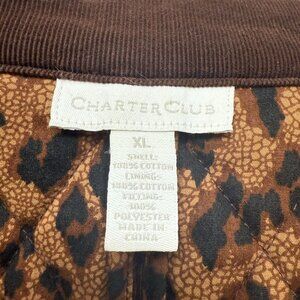 CHARTER CLUB
XL
SHELL:
100% COTTON
LINING:
100% COTTON
FILLING:
100%
POLYESTER
MADE IN
CHINA